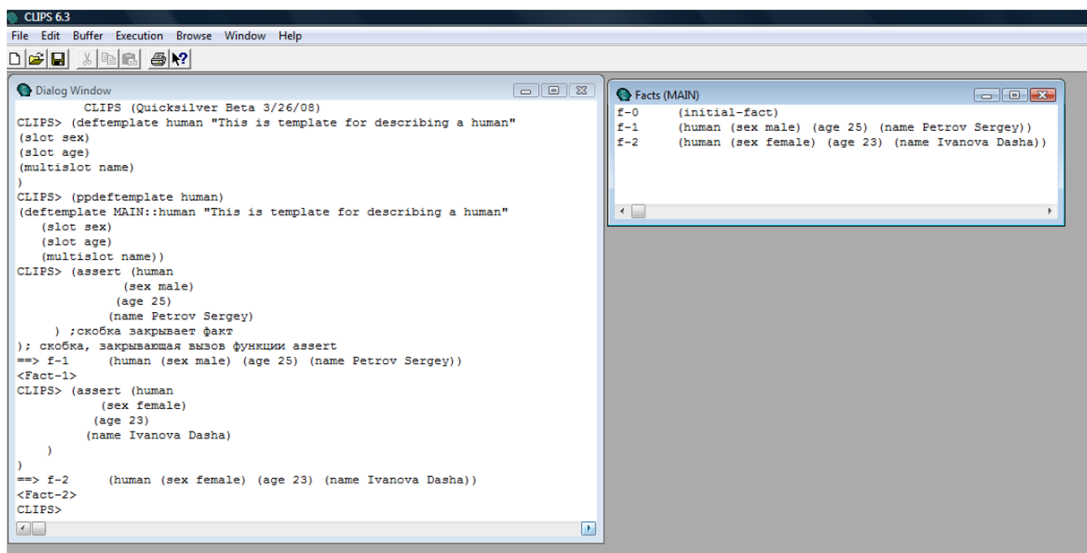 CLIPS 6.3
File Edit Buffer Execution Browse Window Help
Dialog Window
CLIPS (Quicksilver Beta 3/26/08)
CLIPS> (deftemplate human "This is template for describing a human"
(slot sex)
(slot age)
(multislot name)
)
CLIPS> (ppdeftemplate human)
(deftemplate MAIN::human "This is template for describing a human"
(slot sex)
(slot age)
(multislot name))
CLIPS> (assert (human
(sex male)
(age 25)
(name Petrov Sergey)
) ;скобка закрывает факт
); скобка, закрывающая вызов функции assert
==> f-1 (human (sex male) (age 25) (name Petrov Sergey))
<Fact-1>
CLIPS> (assert (human
(sex female)
(age 23)
(name Ivanova Dasha)
)
)
==> f-2 (human (sex female) (age 23) (name Ivanova Dasha))
<Fact-2>
CLIPS>
Facts (MAIN)
f-0 (initial-fact)
f-1 (human (sex male) (age 25) (name Petrov Sergey))
f-2 (human (sex female) (age 23) (name Ivanova Dasha))